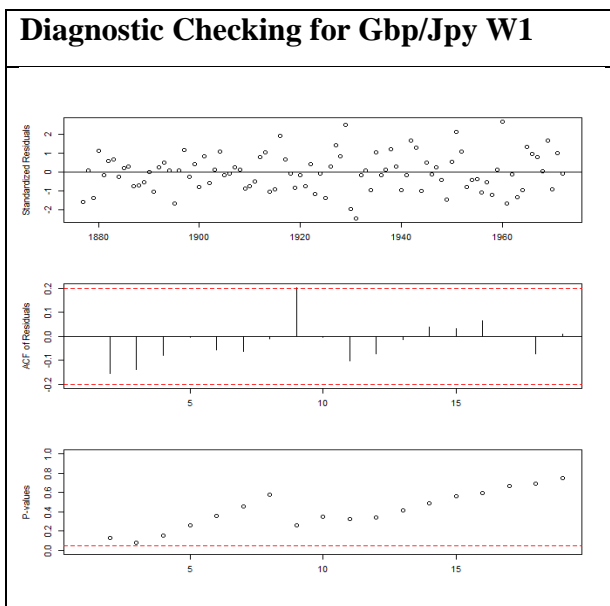 Diagnostic Checking for Gbp/Jpy W1
Standardized Residuals
2
1
0
-1
-2
1880 1900 1920 1940 1960
ACF of Residuals
0.2
0.1
0.0
-0.1
-0.2
5 10 15
P-values
1.0
0.8
0.6
0.4
0.2
0.0
5 10 15